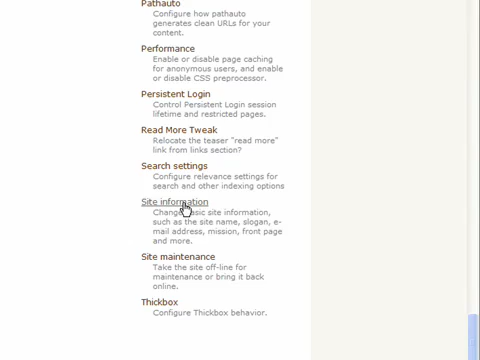 Pathauto
Configure how pathauto
generates clean URLs for your
content.
Performance
Enable or disable page caching
for anonymous users, and enable
or disable CSS preprocessor.
Persistent Login
Control Persistent Login session
lifetime and restricted pages.
Read More Tweak
Relocate the teaser "read more"
link from links section?
Search settings
Configure relevance settings for
search and other indexing options
Site information
Change basic site information,
such as the site name, slogan, e-
mail address, mission, front page
and more.
Site maintenance
Take the site off-line for
maintenance or bring it back
online.
Thickbox
Configure Thickbox behavior.